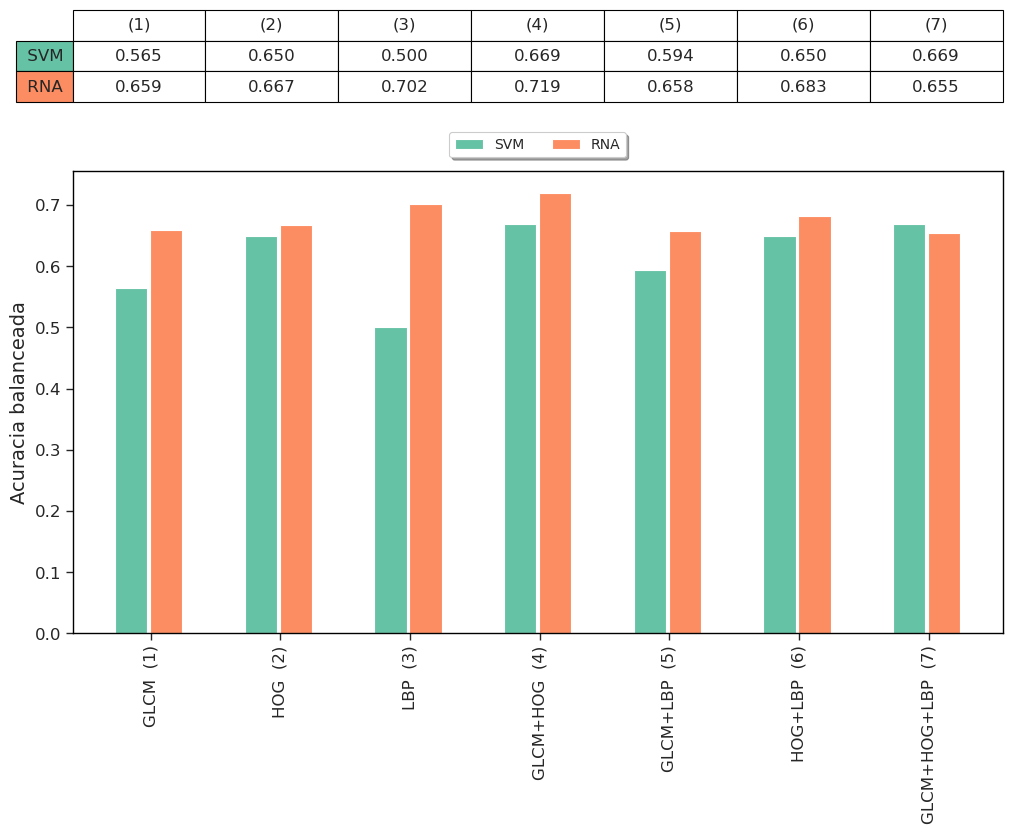 (1) (2) (3) (4) (5) (6) (7)
SVM 0.565 0.650 0.500 0.669 0.594 0.650 0.669
RNA 0.659 0.667 0.702 0.719 0.658 0.683 0.655
SVM RNA
Acuracia balanceada
0.7
0.6
0.5
0.4
0.3
0.2
0.1
0.0
GLCM (1)
HOG (2)
LBP (3)
GLCM+HOG (4)
GLCM+LBP (5)
HOG+LBP (6)
GLCM+HOG+LBP (7)